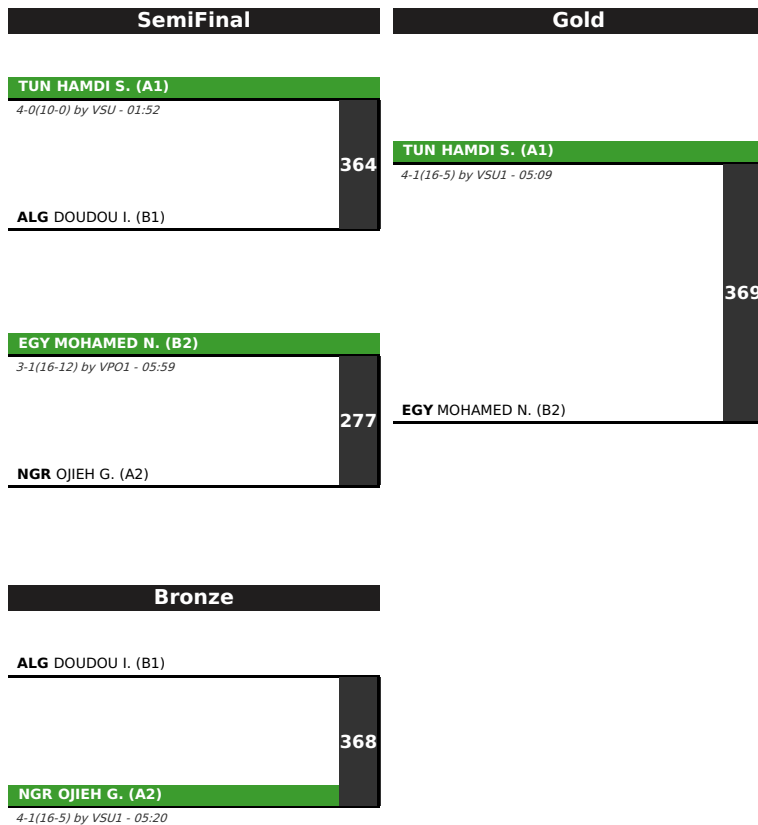 SemiFinal
TUN HAMDI S. (A1)
4-0(10-0) by VSU - 01:52
364
ALG DOUDOU I. (B1)
EGY MOHAMED N. (B2)
3-1(16-12) by VPO1 - 05:59
277
NGR OJIEH G. (A2)
Gold
TUN HAMDI S. (A1)
4-1(16-5) by VSU1 - 05:09
369
EGY MOHAMED N. (B2)
Bronze
ALG DOUDOU I. (B1)
368
NGR OJIEH G. (A2)
4-1(16-5) by VSU1 - 05:20